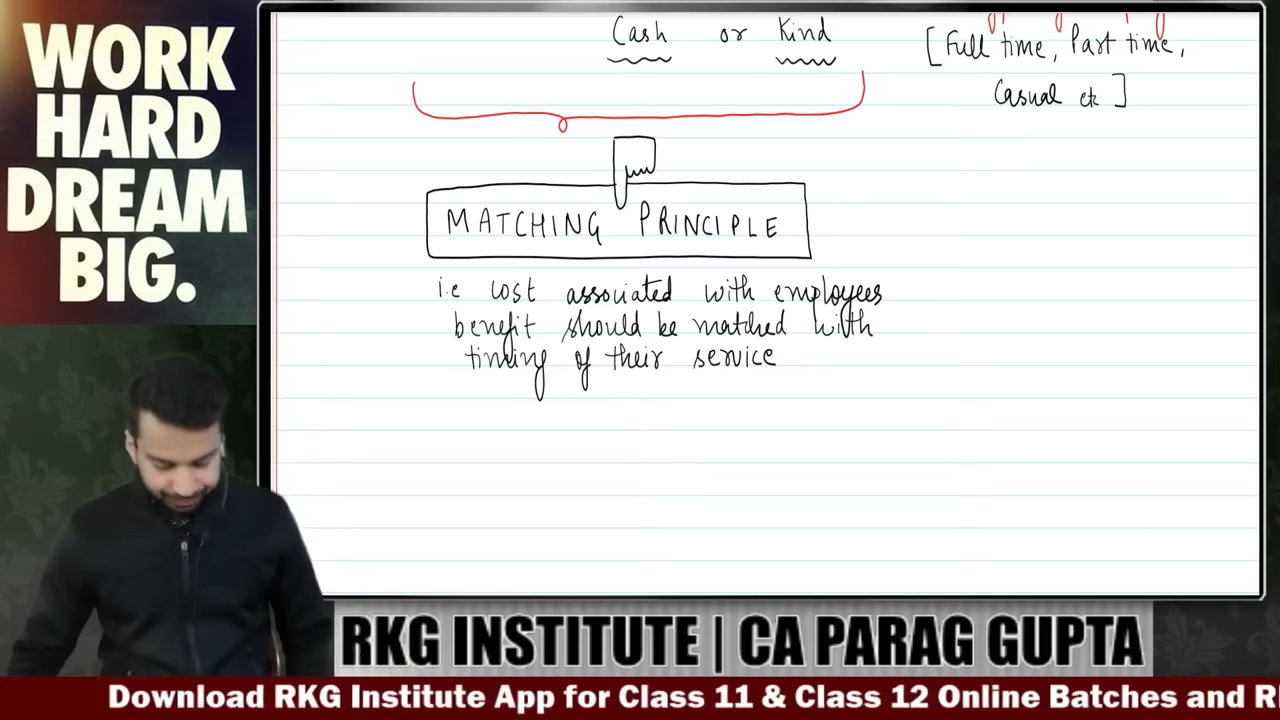 WORK
HARD
DREAM
BIG.
Cash or Kind
[Full time, Part time,
Casual etc]
MATCHING PRINCIPLE
i.e cost associated with employees
benefit should be matched with
timing of their service
RKG INSTITUTE | CA PARAG GUPTA
Download RKG Institute App for Class 11 & Class 12 Online Batches and R